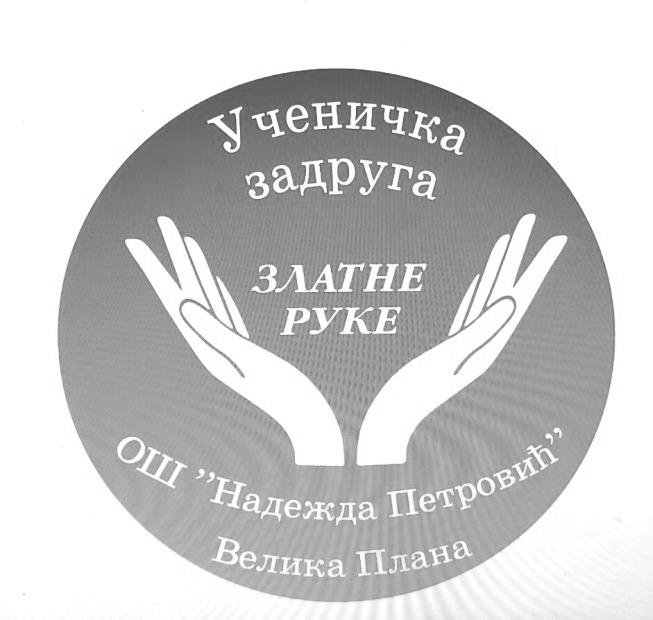 Ученичка
задруга
ЗЛАТНЕ
РУКЕ
ОШ ”Надежда Петровић”
Велика Плана